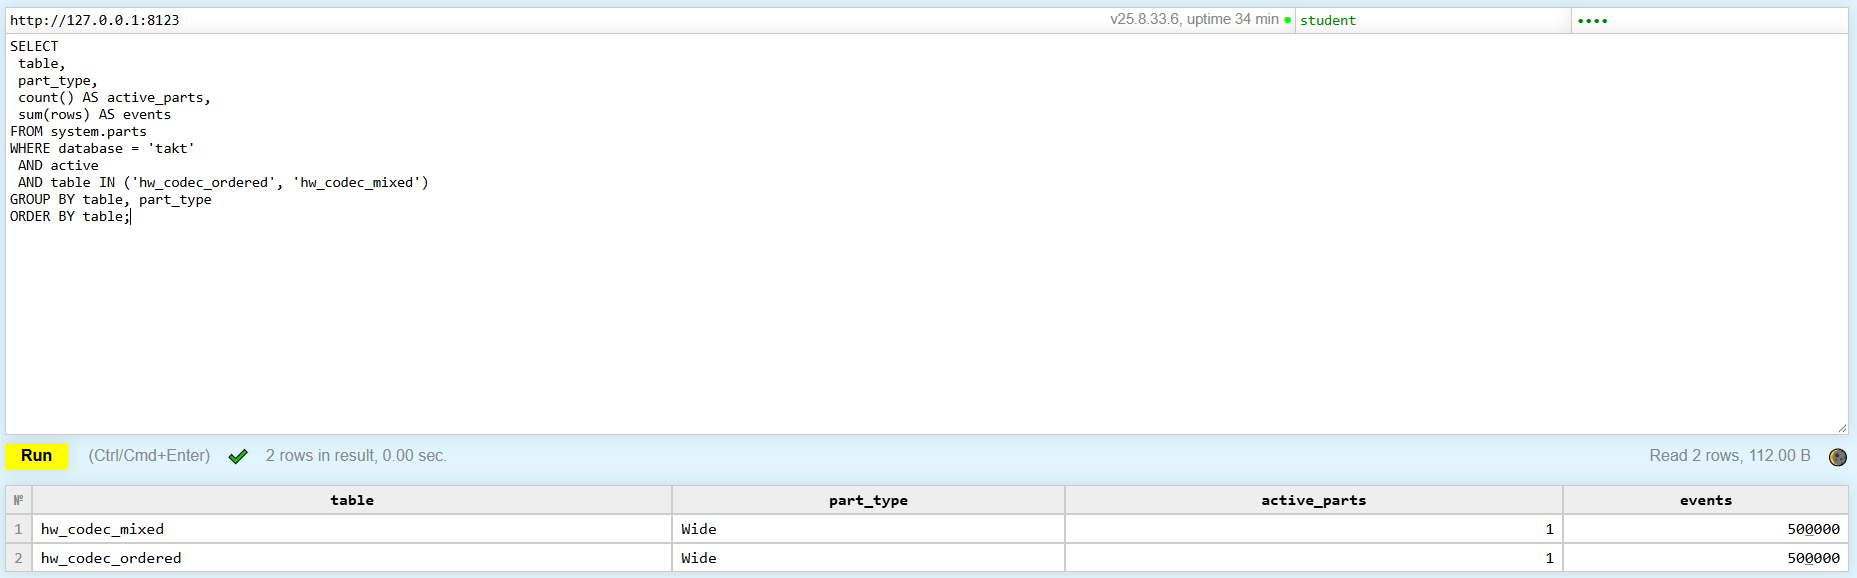 http://127.0.0.1:8123 v25.8.33.6, uptime 34 min student ••••
SELECT
 table,
 part_type,
 count() AS active_parts,
 sum(rows) AS events
FROM system.parts
WHERE database = 'takt'
 AND active
 AND table IN ('hw_codec_ordered', 'hw_codec_mixed')
GROUP BY table, part_type
ORDER BY table;
Run (Ctrl/Cmd+Enter) ✔ 2 rows in result, 0.00 sec. Read 2 rows, 112.00 B
№ table part_type active_parts events
1 hw_codec_mixed Wide 1 500000
2 hw_codec_ordered Wide 1 500000